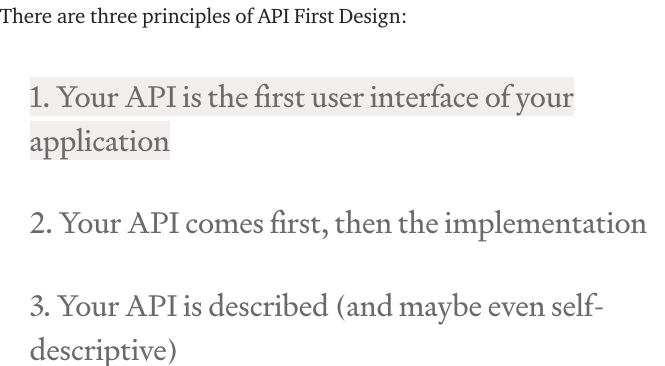 There are three principles of API First Design:
1. Your API is the first user interface of your
application
2. Your API comes first, then the implementation
3. Your API is described (and maybe even self-
descriptive)